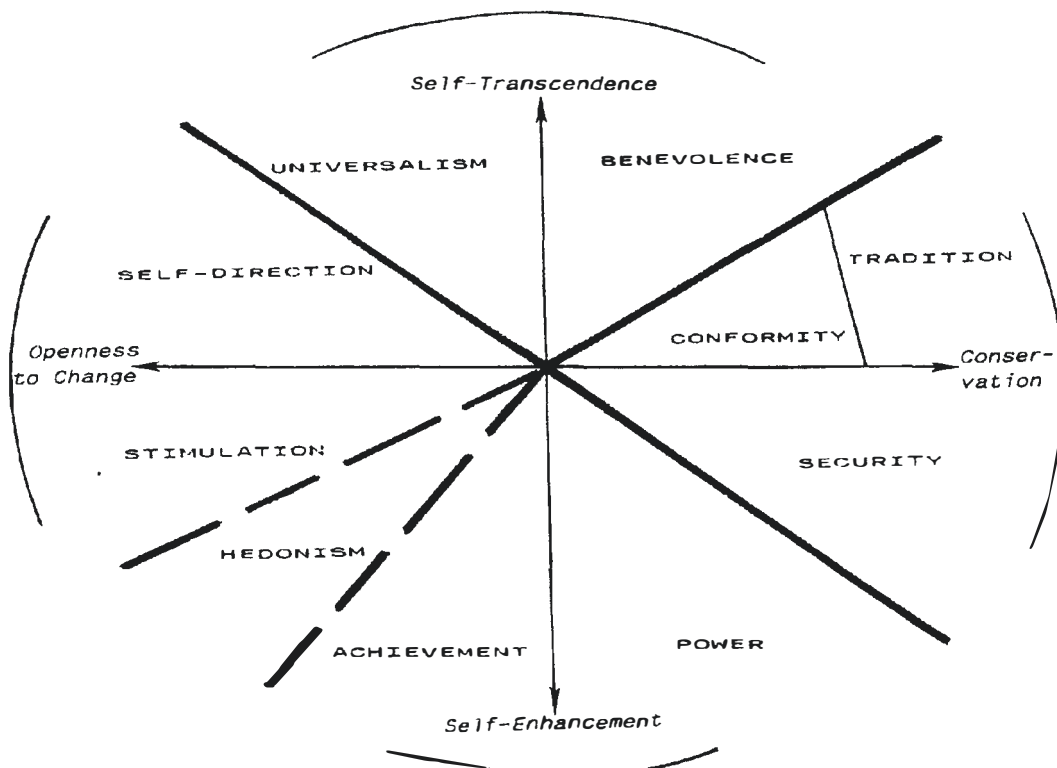 Self-Transcendence
UNIVERSALISM
BENEVOLENCE
SELF-DIRECTION
TRADITION
CONFORMITY
Openness
to Change
Conser-
vation
STIMULATION
SECURITY
HEDONISM
ACHIEVEMENT
POWER
Self-Enhancement